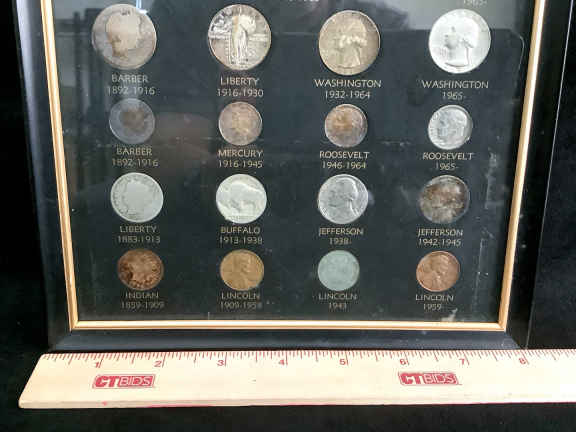 1965-
BARBER
1892-1916
LIBERTY
1916-1930
WASHINGTON
1932-1964
WASHINGTON
1965-
BARBER
1892-1916
MERCURY
1916-1945
ROOSEVELT
1946-1964
ROOSEVELT
1965-
LIBERTY
1883-1913
BUFFALO
1913-1938
JEFFERSON
1938-
JEFFERSON
1942-1945
INDIAN
1859-1909
LINCOLN
1909-1958
LINCOLN
1943
LINCOLN
1959-
1 2 3 4 5 6 7 8
CTBIDS CTBIDS